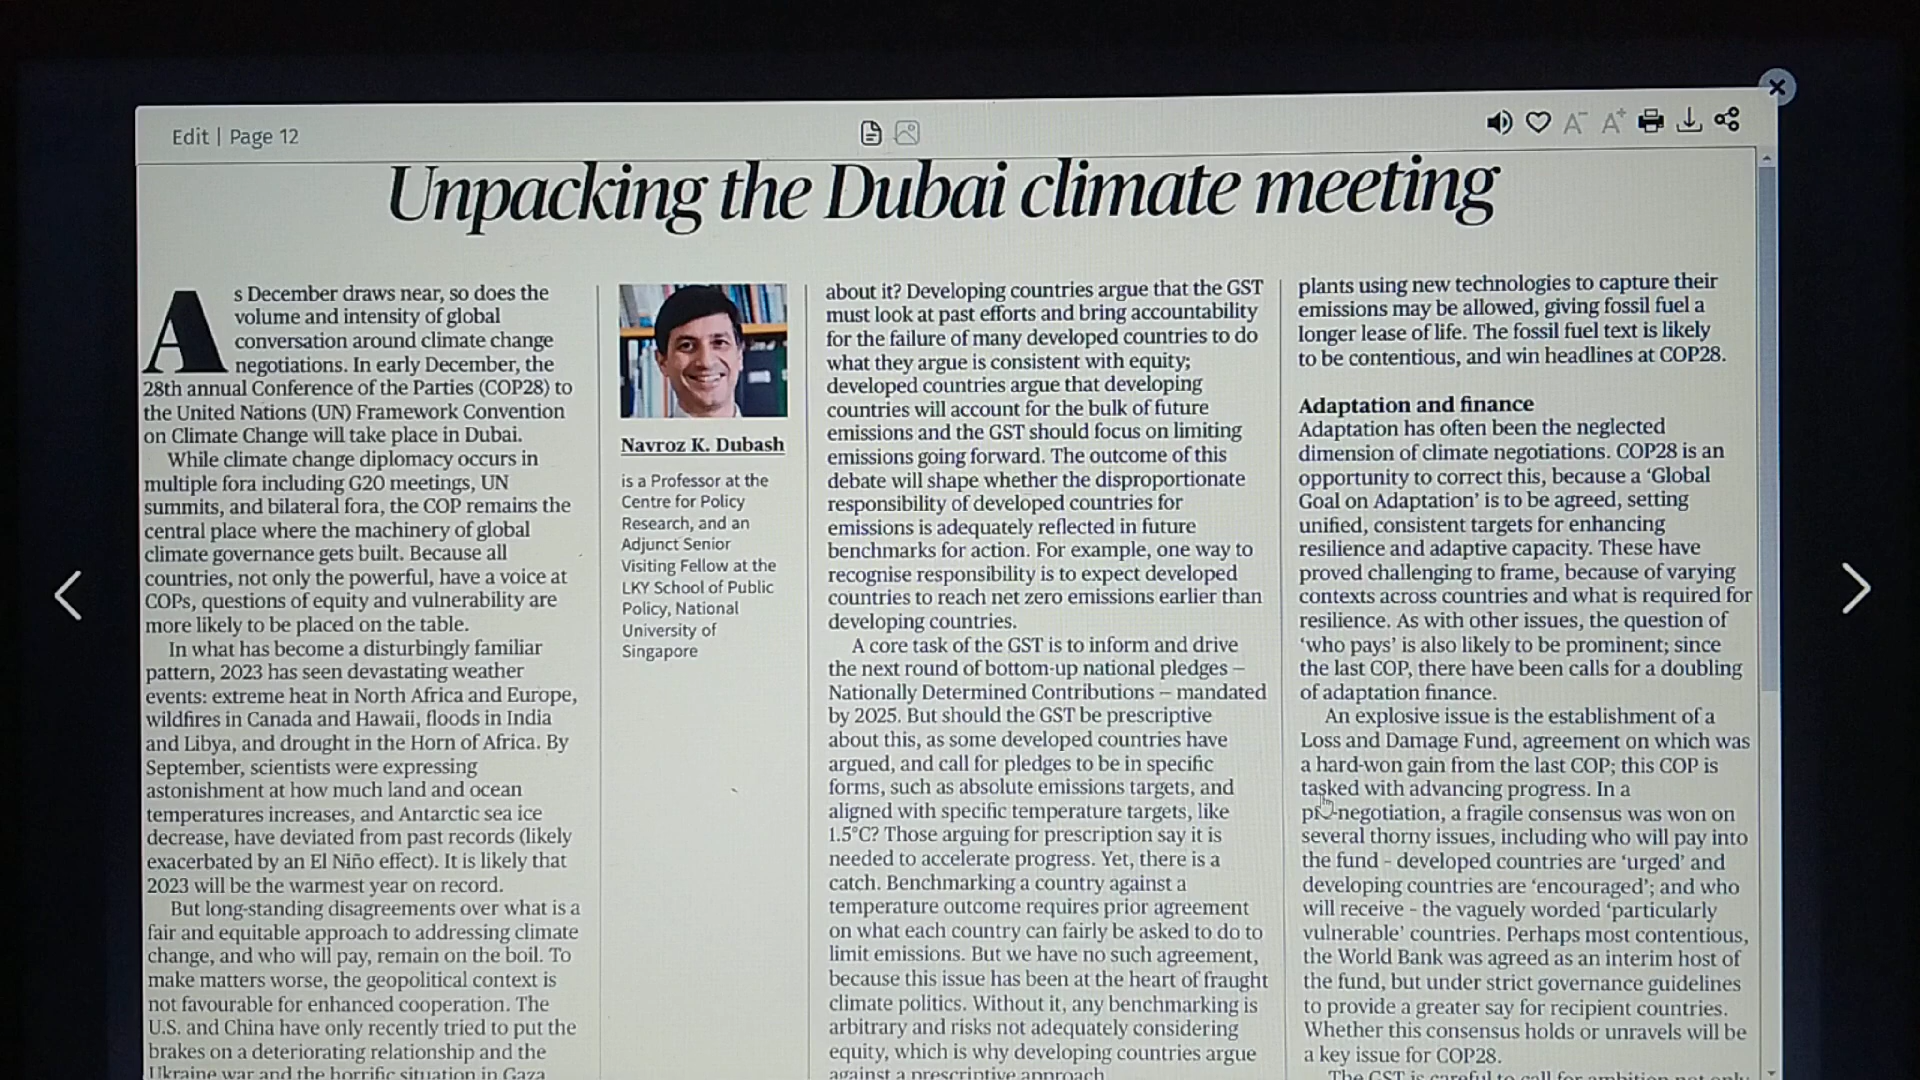 Edit | Page 12
A- A+
Unpacking the Dubai climate meeting
As December draws near, so does the
volume and intensity of global
conversation around climate change
negotiations. In early December, the
28th annual Conference of the Parties (COP28) to
the United Nations (UN) Framework Convention
on Climate Change will take place in Dubai.
While climate change diplomacy occurs in
multiple fora including G20 meetings, UN
summits, and bilateral fora, the COP remains the
central place where the machinery of global
climate governance gets built. Because all
countries, not only the powerful, have a voice at
COPs, questions of equity and vulnerability are
more likely to be placed on the table.
In what has become a disturbingly familiar
pattern, 2023 has seen devastating weather
events: extreme heat in North Africa and Europe,
wildfires in Canada and Hawaii, floods in India
and Libya, and drought in the Horn of Africa. By
September, scientists were expressing
astonishment at how much land and ocean
temperatures increases, and Antarctic sea ice
decrease, have deviated from past records (likely
exacerbated by an El Niño effect). It is likely that
2023 will be the warmest year on record.
But long-standing disagreements over what is a
fair and equitable approach to addressing climate
change, and who will pay, remain on the boil. To
make matters worse, the geopolitical context is
not favourable for enhanced cooperation. The
U.S. and China have only recently tried to put the
brakes on a deteriorating relationship and the
Ukraine war and the horrific situation in Gaza
Navroz K. Dubash
is a Professor at the
Centre for Policy
Research, and an
Adjunct Senior
Visiting Fellow at the
LKY School of Public
Policy, National
University of
Singapore
about it? Developing countries argue that the GST
must look at past efforts and bring accountability
for the failure of many developed countries to do
what they argue is consistent with equity;
developed countries argue that developing
countries will account for the bulk of future
emissions and the GST should focus on limiting
emissions going forward. The outcome of this
debate will shape whether the disproportionate
responsibility of developed countries for
emissions is adequately reflected in future
benchmarks for action. For example, one way to
recognise responsibility is to expect developed
countries to reach net zero emissions earlier than
developing countries.
A core task of the GST is to inform and drive
the next round of bottom-up national pledges –
Nationally Determined Contributions – mandated
by 2025. But should the GST be prescriptive
about this, as some developed countries have
argued, and call for pledges to be in specific
forms, such as absolute emissions targets, and
aligned with specific temperature targets, like
1.5°C? Those arguing for prescription say it is
needed to accelerate progress. Yet, there is a
catch. Benchmarking a country against a
temperature outcome requires prior agreement
on what each country can fairly be asked to do to
limit emissions. But we have no such agreement,
because this issue has been at the heart of fraught
climate politics. Without it, any benchmarking is
arbitrary and risks not adequately considering
equity, which is why developing countries argue
against a prescriptive approach
plants using new technologies to capture their
emissions may be allowed, giving fossil fuel a
longer lease of life. The fossil fuel text is likely
to be contentious, and win headlines at COP28.
Adaptation and finance
Adaptation has often been the neglected
dimension of climate negotiations. COP28 is an
opportunity to correct this, because a ‘Global
Goal on Adaptation’ is to be agreed, setting
unified, consistent targets for enhancing
resilience and adaptive capacity. These have
proved challenging to frame, because of varying
contexts across countries and what is required for
resilience. As with other issues, the question of
‘who pays’ is also likely to be prominent; since
the last COP, there have been calls for a doubling
of adaptation finance.
An explosive issue is the establishment of a
Loss and Damage Fund, agreement on which was
a hard-won gain from the last COP; this COP is
tasked with advancing progress. In a
pre-negotiation, a fragile consensus was won on
several thorny issues, including who will pay into
the fund - developed countries are ‘urged’ and
developing countries are ‘encouraged’; and who
will receive - the vaguely worded ‘particularly
vulnerable’ countries. Perhaps most contentious,
the World Bank was agreed as an interim host of
the fund, but under strict governance guidelines
to provide a greater say for recipient countries.
Whether this consensus holds or unravels will be
a key issue for COP28.
The GST is careful to call for ambition not only